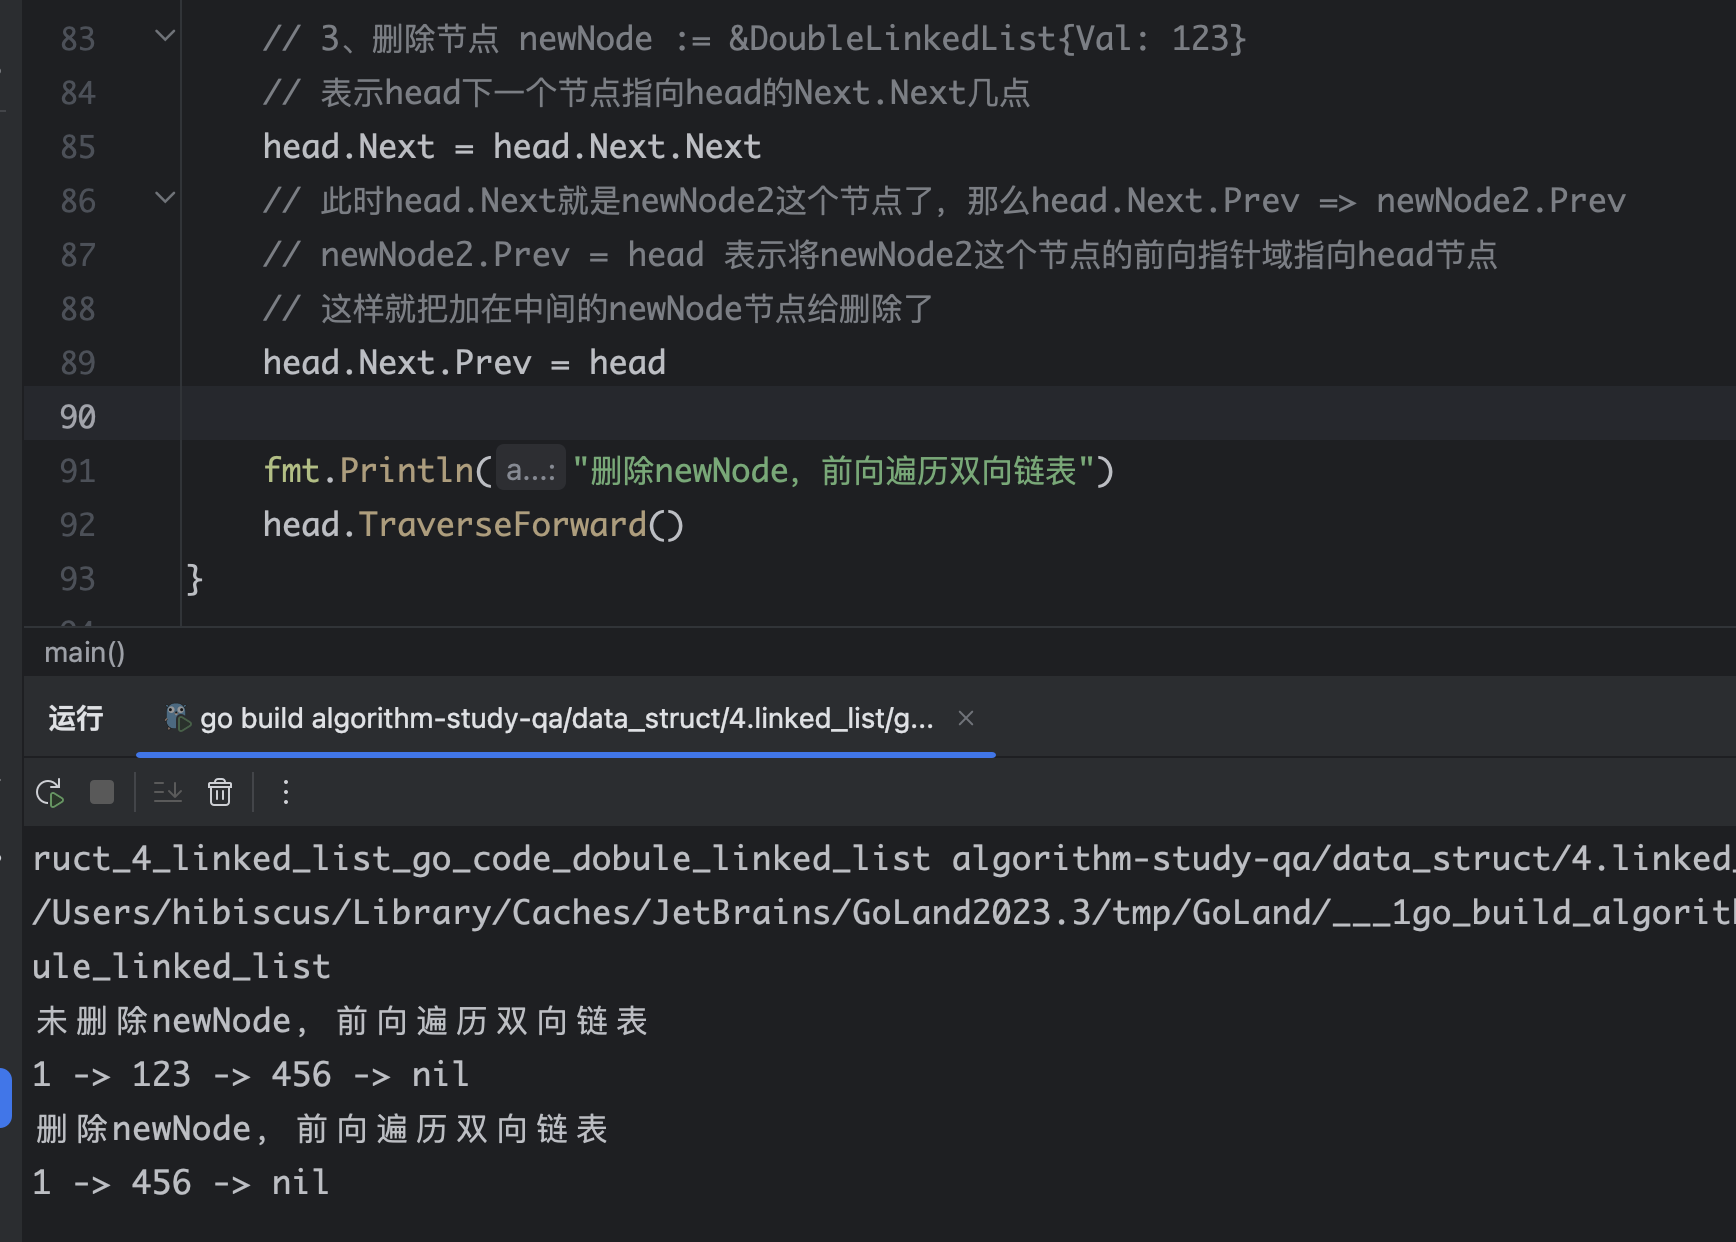 83 // 3、删除节点 newNode := &DoubleLinkedList{Val: 123}
84 // 表示head下一个节点指向head的Next.Next几点
85 head.Next = head.Next.Next
86 // 此时head.Next就是newNode2这个节点了，那么head.Next.Prev => newNode2.Prev
87 // newNode2.Prev = head 表示将newNode2这个节点的前向指针域指向head节点
88 // 这样就把加在中间的newNode节点给删除了
89 head.Next.Prev = head
90
91 fmt.Println(a...: "删除newNode，前向遍历双向链表")
92 head.TraverseForward()
93 }
main()
运行 go build algorithm-study-qa/data_struct/4.linked_list/g... ×
ruct_4_linked_list_go_code_dobule_linked_list algorithm-study-qa/data_struct/4.linked_
/Users/hibiscus/Library/Caches/JetBrains/GoLand2023.3/tmp/GoLand/___1go_build_algorith
ule_linked_list
未删除newNode，前向遍历双向链表
1 -> 123 -> 456 -> nil
删除newNode，前向遍历双向链表
1 -> 456 -> nil